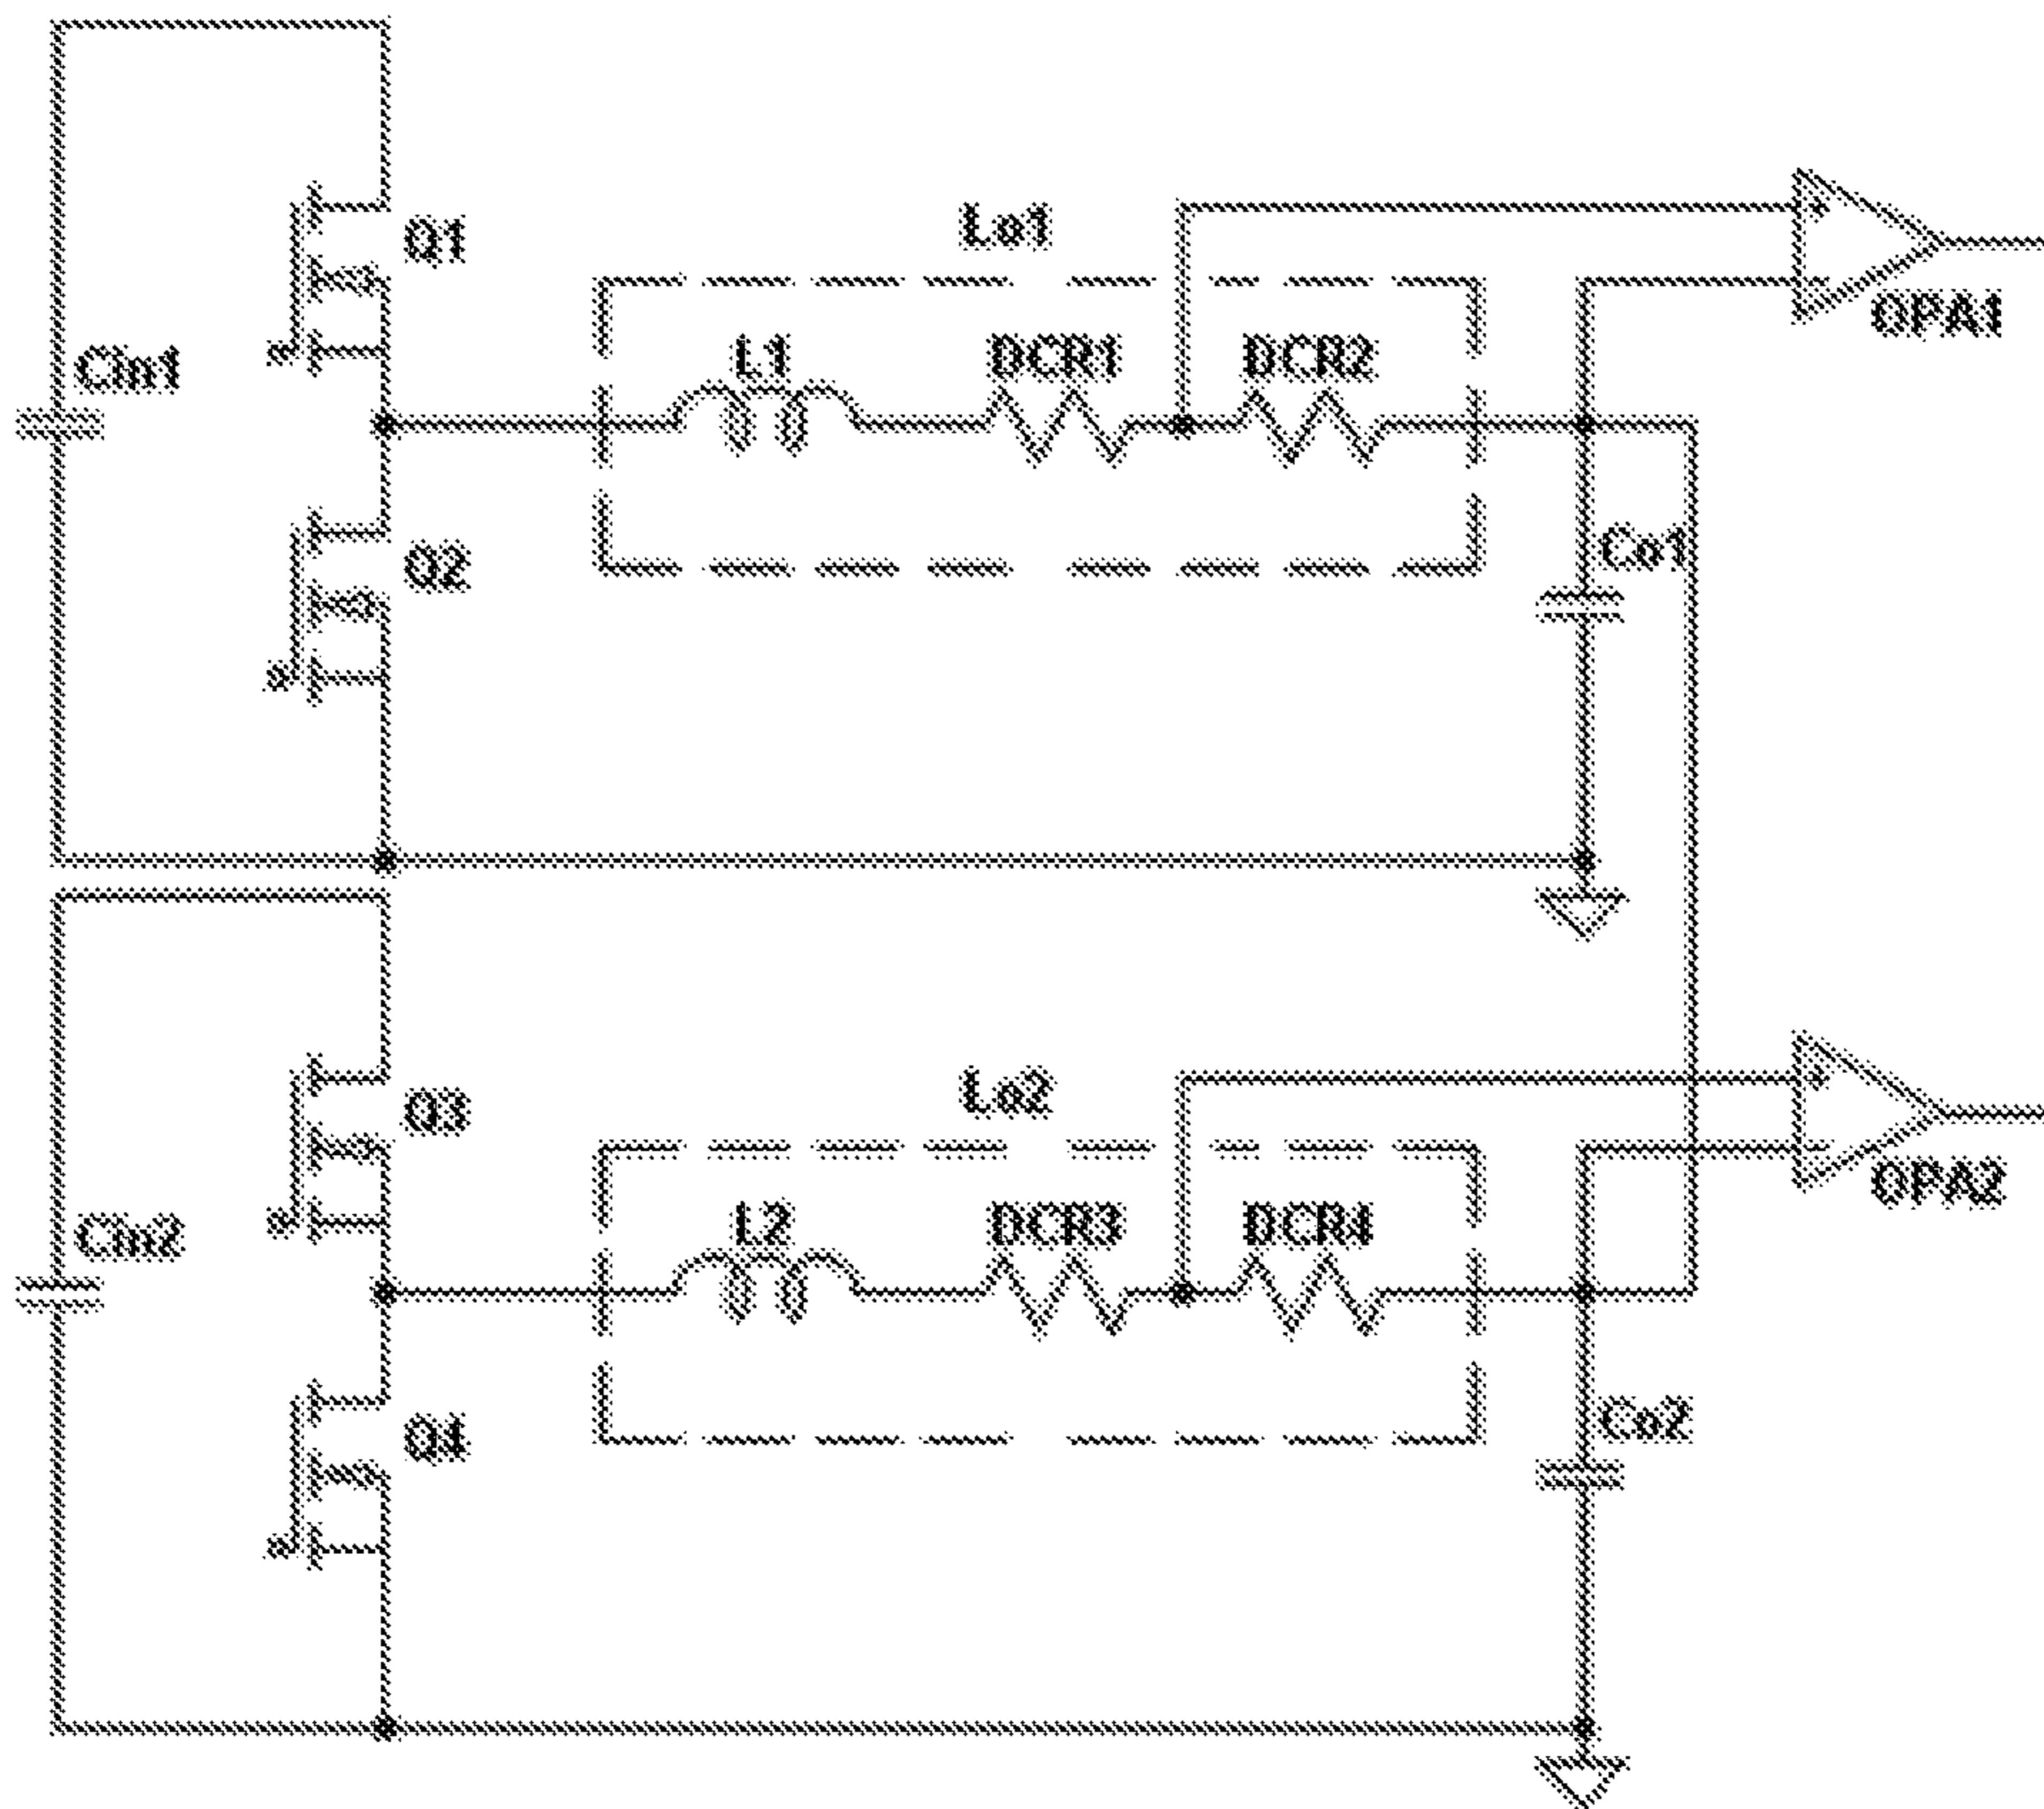 Q1
Lo1
Cin1
L1
DCR1
DCR2
OPA1
Q2
Co1
Q3
Lo2
Cin2
L2
DCR3
DCR4
OPA2
Q4
Co2